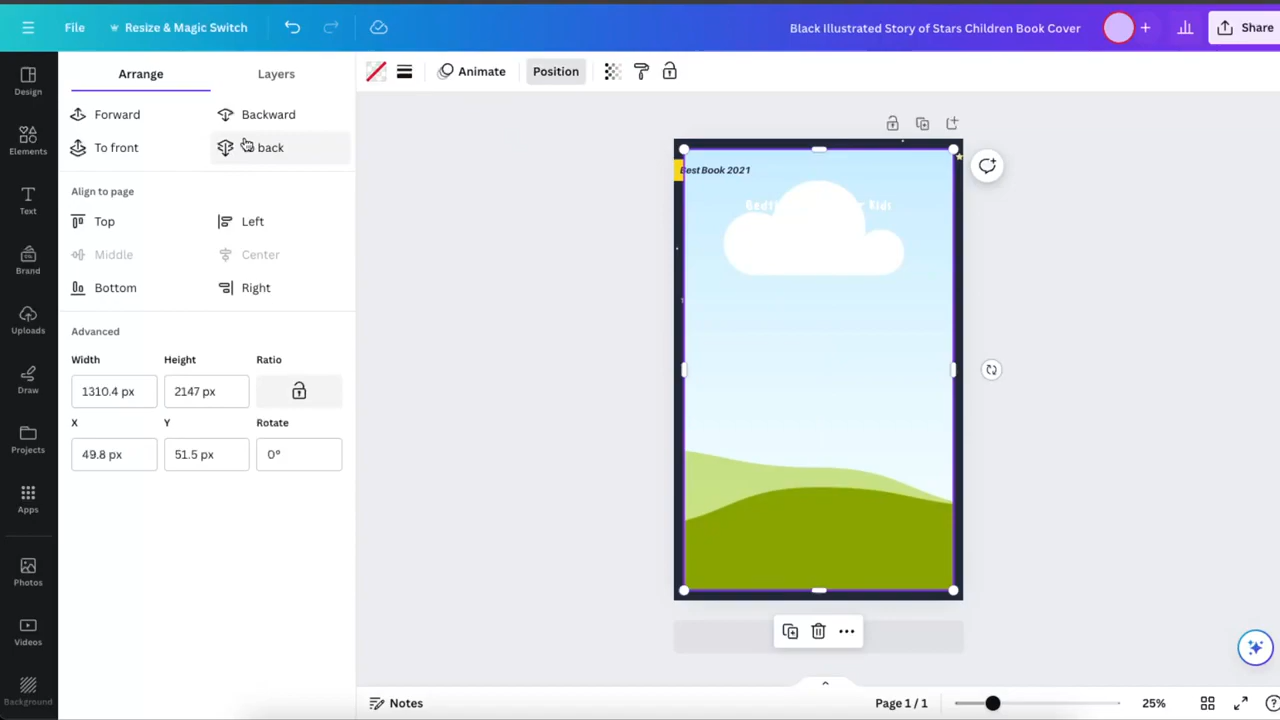 File
Resize & Magic Switch
Black Illustrated Story of Stars Children Book Cover
Share
Design
Elements
Text
Brand
Uploads
Draw
Projects
Apps
Photos
Videos
Background
Arrange
Layers
Forward
Backward
To front
back
Align to page
Top
Left
Middle
Center
Bottom
Right
Advanced
Width
Height
Ratio
1310.4 px
2147 px
X
Y
Rotate
49.8 px
51.5 px
0°
Animate
Position
Best Book 2021
Kids
Notes
Page 1 / 1
25%